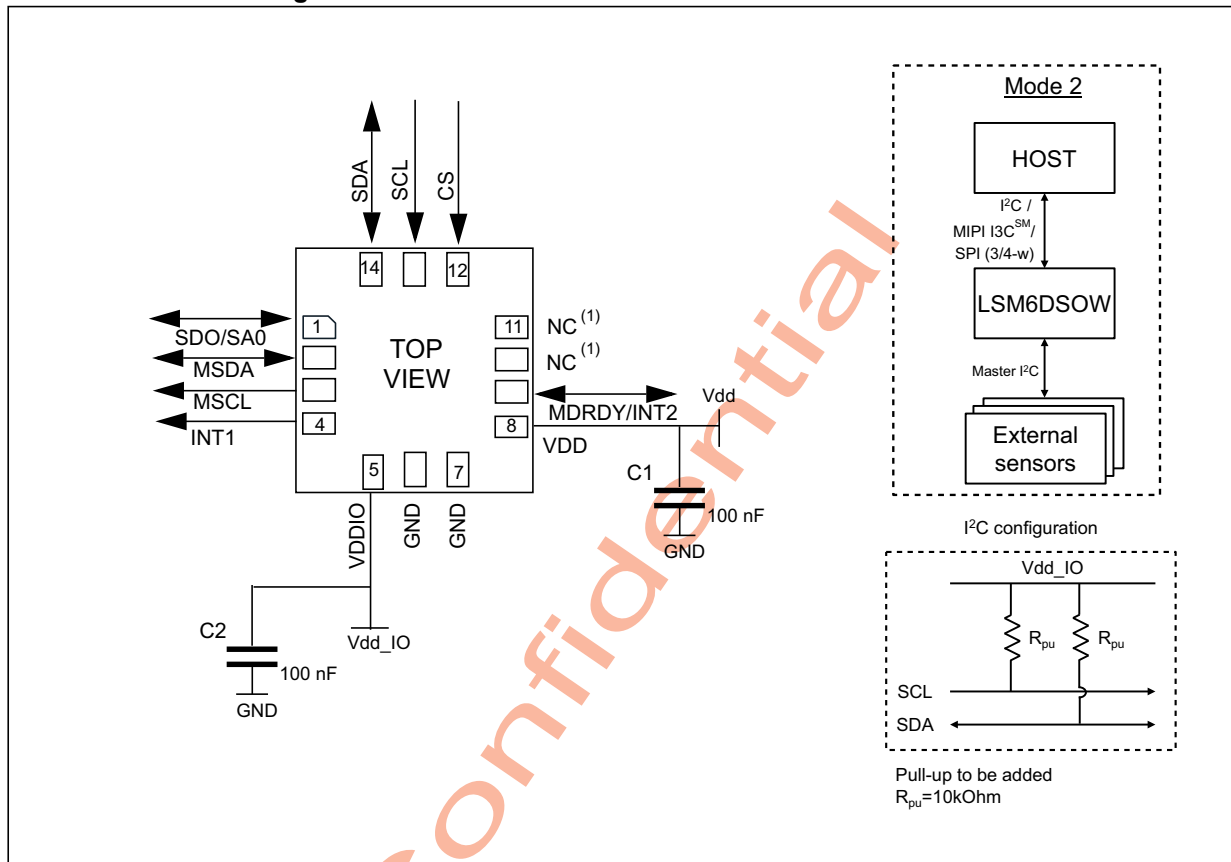 g
SDA
SCL
CS
14
12
1
4
5
7
8
11
TOP
VIEW
SDO/SA0
MSDA
MSCL
INT1
NC (1)
NC (1)
MDRDY/INT2
Vdd
VDD
VDDIO
GND
GND
C1
100 nF
GND
C2
100 nF
Vdd_IO
GND
Mode 2
HOST
I²C /
MIPI I3C^SM/
SPI (3/4-w)
LSM6DSOW
Master I²C
External
sensors
I²C configuration
Vdd_IO
Rpu
Rpu
SCL
SDA
Pull-up to be added
Rpu=10kOhm
Confidential